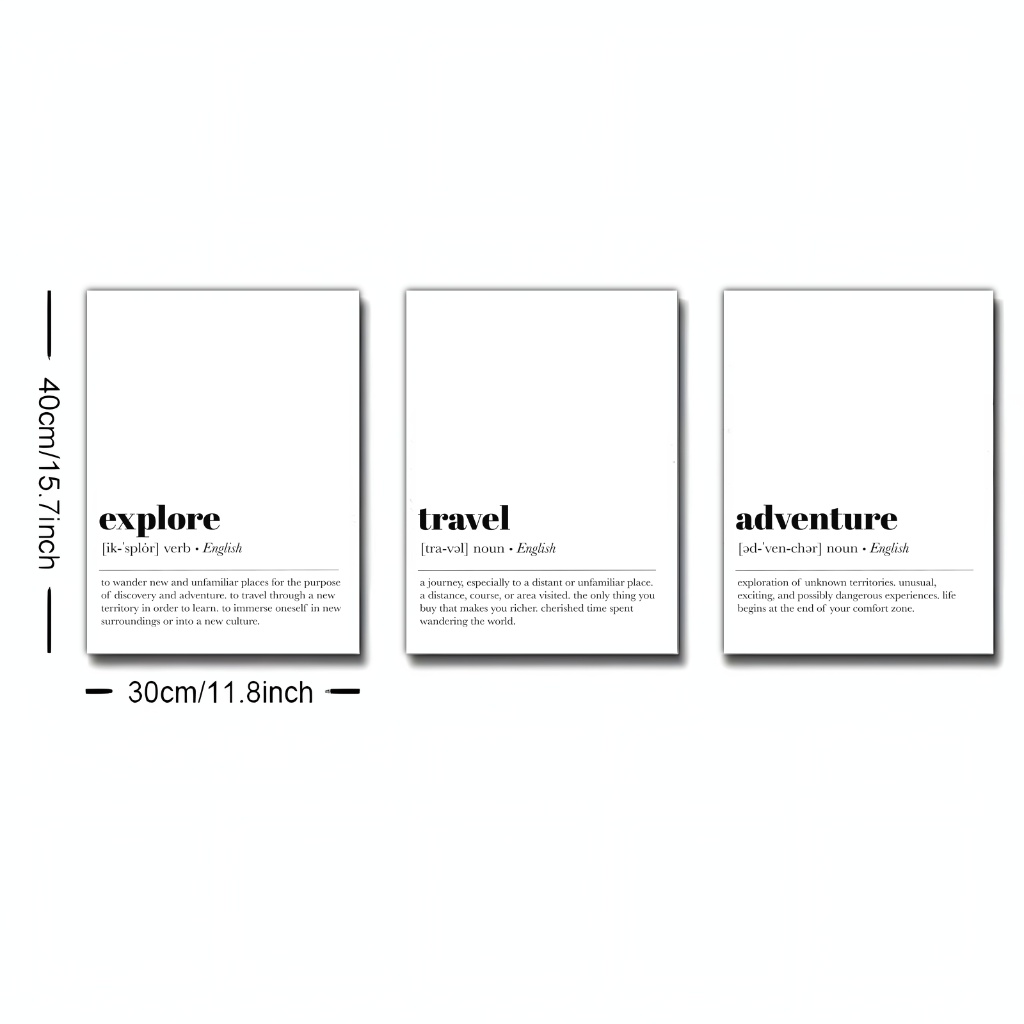 40cm/15.7inch
explore
[ik-ˈsplȯr] verb • English
to wander new and unfamiliar places for the purpose
of discovery and adventure. to travel through a new
territory in order to learn. to immerse oneself in new
surroundings or into a new culture.
travel
[tra-vəl] noun • English
a journey, especially to a distant or unfamiliar place.
a distance, course, or area visited. the only thing you
buy that makes you richer. cherished time spent
wandering the world.
adventure
[əd-ˈven-chər] noun • English
exploration of unknown territories. unusual,
exciting, and possibly dangerous experiences. life
begins at the end of your comfort zone.
30cm/11.8inch